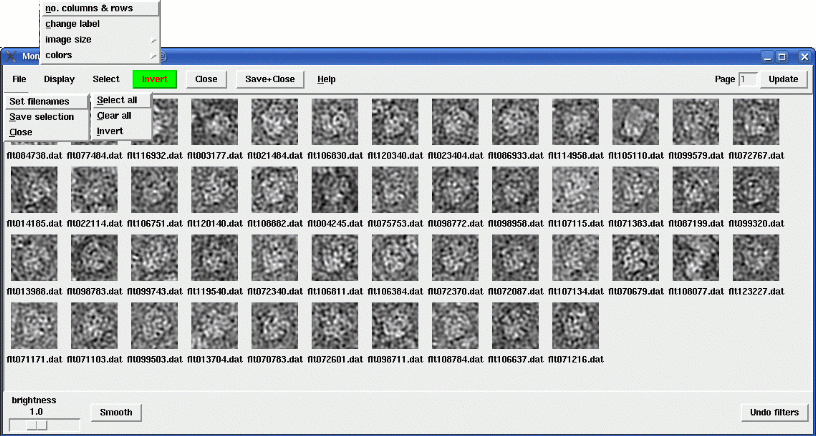 no. columns & rows
change label
image size
colors
Mon
File Display Select Invert Close Save+Close Help Page 1 Update
Set filenames
Save selection
Close
Select all
Clear all
Invert
flt084738.dat flt077484.dat flt116932.dat flt003177.dat flt021484.dat flt106830.dat flt120340.dat flt023404.dat flt086933.dat flt114958.dat flt105110.dat flt099579.dat flt072767.dat
flt014185.dat flt022114.dat flt106751.dat flt120140.dat flt108882.dat flt004245.dat flt075753.dat flt098772.dat flt098958.dat flt107115.dat flt071383.dat flt087199.dat flt099320.dat
flt013988.dat flt098783.dat flt099743.dat flt119540.dat flt072340.dat flt106811.dat flt106384.dat flt072370.dat flt072087.dat flt107134.dat flt070679.dat flt108077.dat flt123227.dat
flt071171.dat flt071103.dat flt099503.dat flt013704.dat flt070783.dat flt072601.dat flt098711.dat flt108784.dat flt106637.dat flt071216.dat
brightness
1.0
Smooth
Undo filters